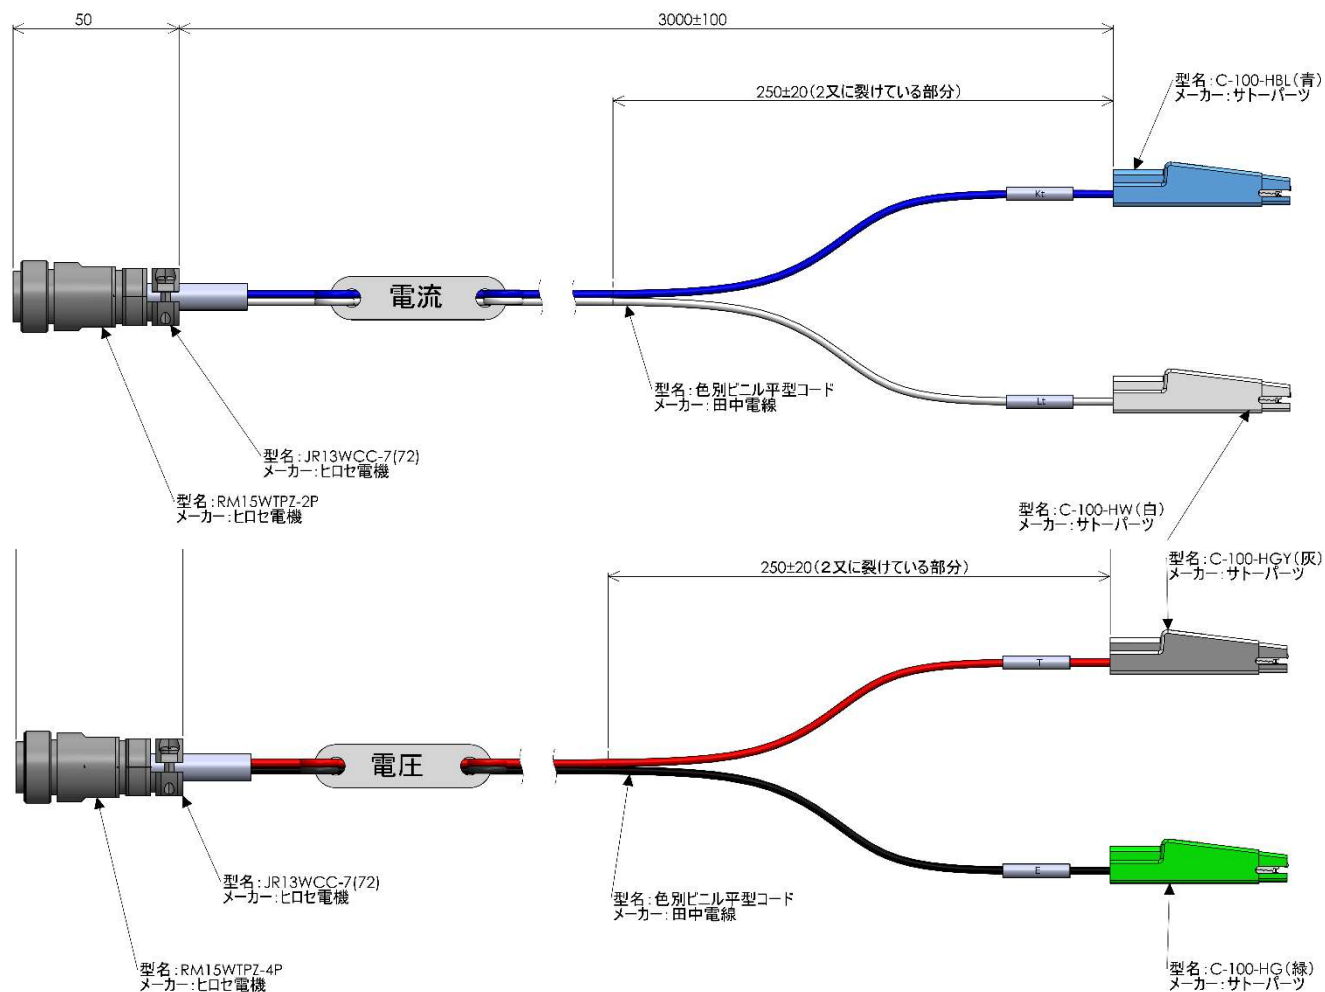 50
3000±100
型名：C-100-HBL（青）
メーカー：サトーパーツ
250±20（2又に裂けている部分）
Kt
電流
型名：色別ビニル平型コード
メーカー：田中電線
Lt
型名：JR13WCC-7(72)
メーカー：ヒロセ電機
型名：RM15WTPZ-2P
メーカー：ヒロセ電機
型名：C-100-HW（白）
メーカー：サトーパーツ
型名：C-100-HGY（灰）
メーカー：サトーパーツ
250±20（2又に裂けている部分）
T
電圧
E
型名：JR13WCC-7(72)
メーカー：ヒロセ電機
型名：色別ビニル平型コード
メーカー：田中電線
型名：RM15WTPZ-4P
メーカー：ヒロセ電機
型名：C-100-HG（緑）
メーカー：サトーパーツ